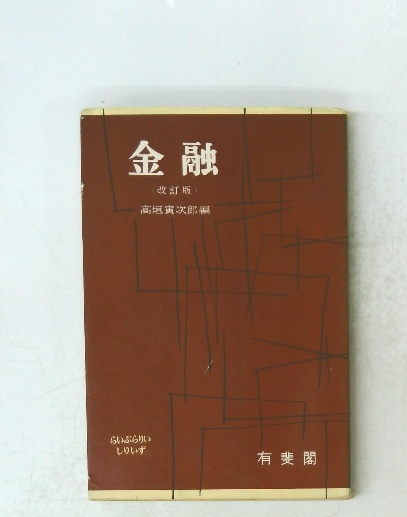 金融
(改訂版)
高垣寅次郎編
らいぶらりい
しりいず
有斐閣